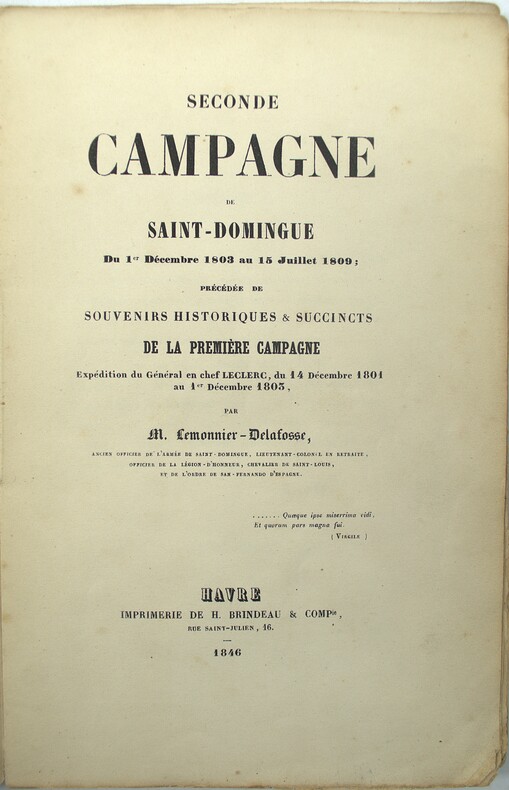 SECONDE
CAMPAGNE
DE
SAINT-DOMINGUE
Du 1er Décembre 1803 au 15 Juillet 1809;
PRÉCÉDÉE DE
SOUVENIRS HISTORIQUES & SUCCINCTS
DE LA PREMIÈRE CAMPAGNE
Expédition du Général en chef LECLERC, du 14 Décembre 1801
au 1er Décembre 1803,
PAR
M. Lemonnier-Delafosse,
ANCIEN OFFICIER DE L'ARMÉE DE SAINT-DOMINGUE, LIEUTENANT-COLONEL EN RETRAITE,
OFFICIER DE LA LÉGION-D'HONNEUR, CHEVALIER DE SAINT-LOUIS,
ET DE L'ORDRE DE SAN-FERNANDO D'ESPAGNE.
....... Quæque ipse miserrima vidi.
Et quorum pars magna fui.
( VIRGILE )
HAVRE
IMPRIMERIE DE H. BRINDEAU & COMPie,
RUE SAINT-JULIEN, 16.
1846